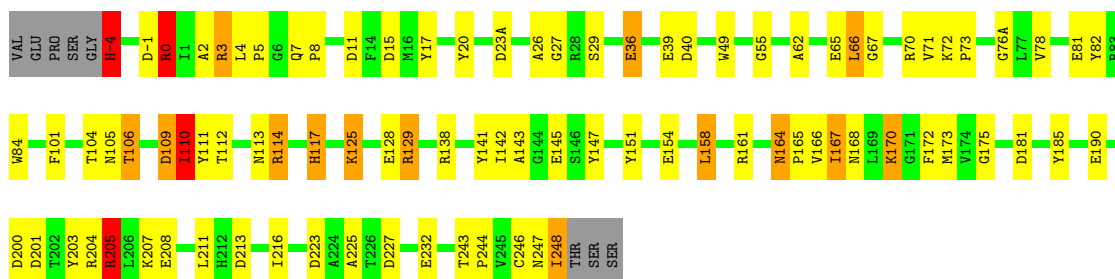 VAL GLU PRO SER GLY H-4 D-1 R0 I1 A2 R3 L4 P5 G6 Q7 P8 D11 F14 D15 M16 Y17 Y20 D23A A26 G27 R28 S29 E36 E39 D40 W49 G55 A62 E65 L66 G67 R70 V71 K72 P73 G76A L77 V78 E81 Y82 R83
W84 F101 T104 N105 T106 D109 I110 Y111 T112 N113 R114 H117 K125 E128 R129 R138 Y141 I142 A143 G144 E145 S146 Y147 Y151 E154 L158 R161 N164 P165 V166 I167 N168 L169 K170 G171 F172 M173 V174 G175 D181 Y185 E190
D200 D201 T202 Y203 R204 R205 L206 K207 E208 L211 H212 D213 I216 D223 A224 A225 T226 D227 E232 T243 P244 V245 C246 N247 I248 THR SER SER